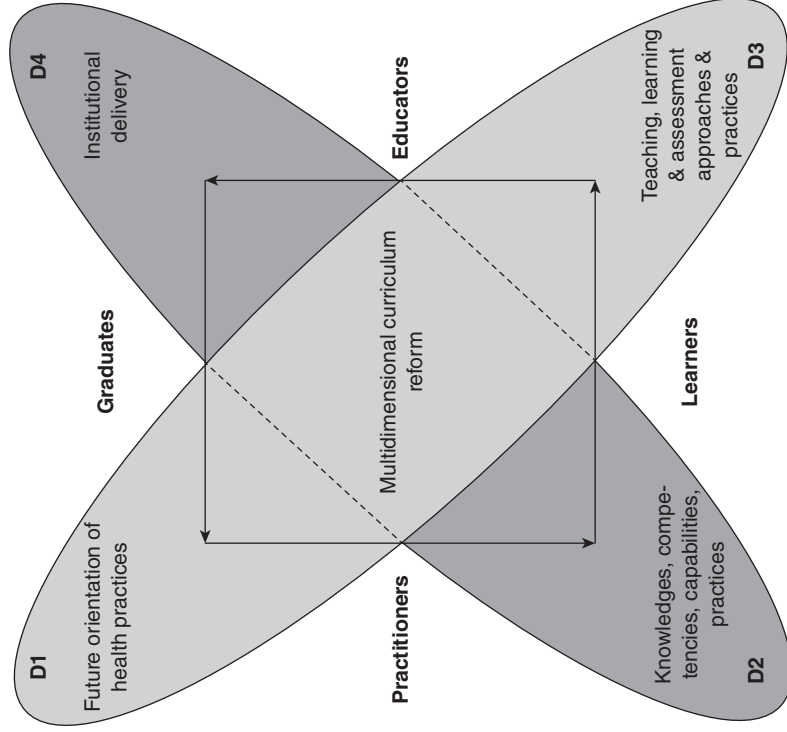 D1
Future orientation of
health practices
Graduates
D4
Institutional
delivery
Practitioners
Multidimensional curriculum
reform
Educators
D2
Knowledges, compe-
tencies, capabilities,
practices
Learners
D3
Teaching, learning
& assessment
approaches &
practices